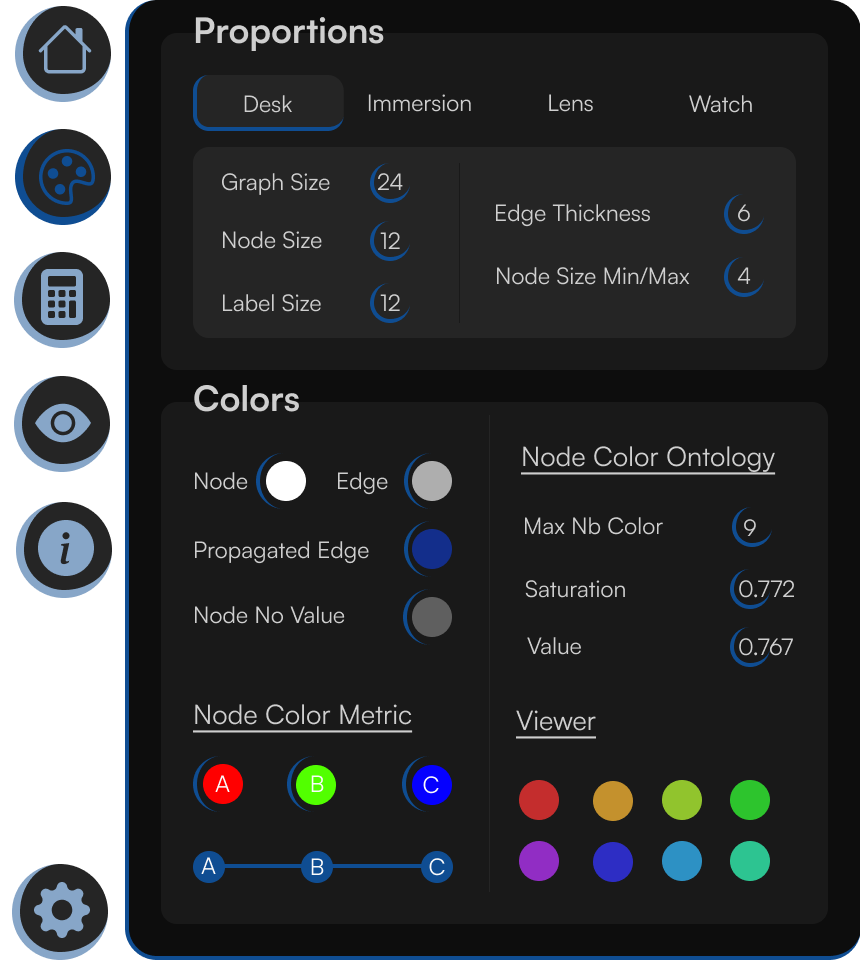 Proportions
Desk Immersion Lens Watch
Graph Size 24
Node Size 12
Label Size 12
Edge Thickness 6
Node Size Min/Max 4
Colors
Node Edge
Propagated Edge
Node No Value
Node Color Metric
A B C
A B C
Node Color Ontology
Max Nb Color 9
Saturation 0.772
Value 0.767
Viewer
i